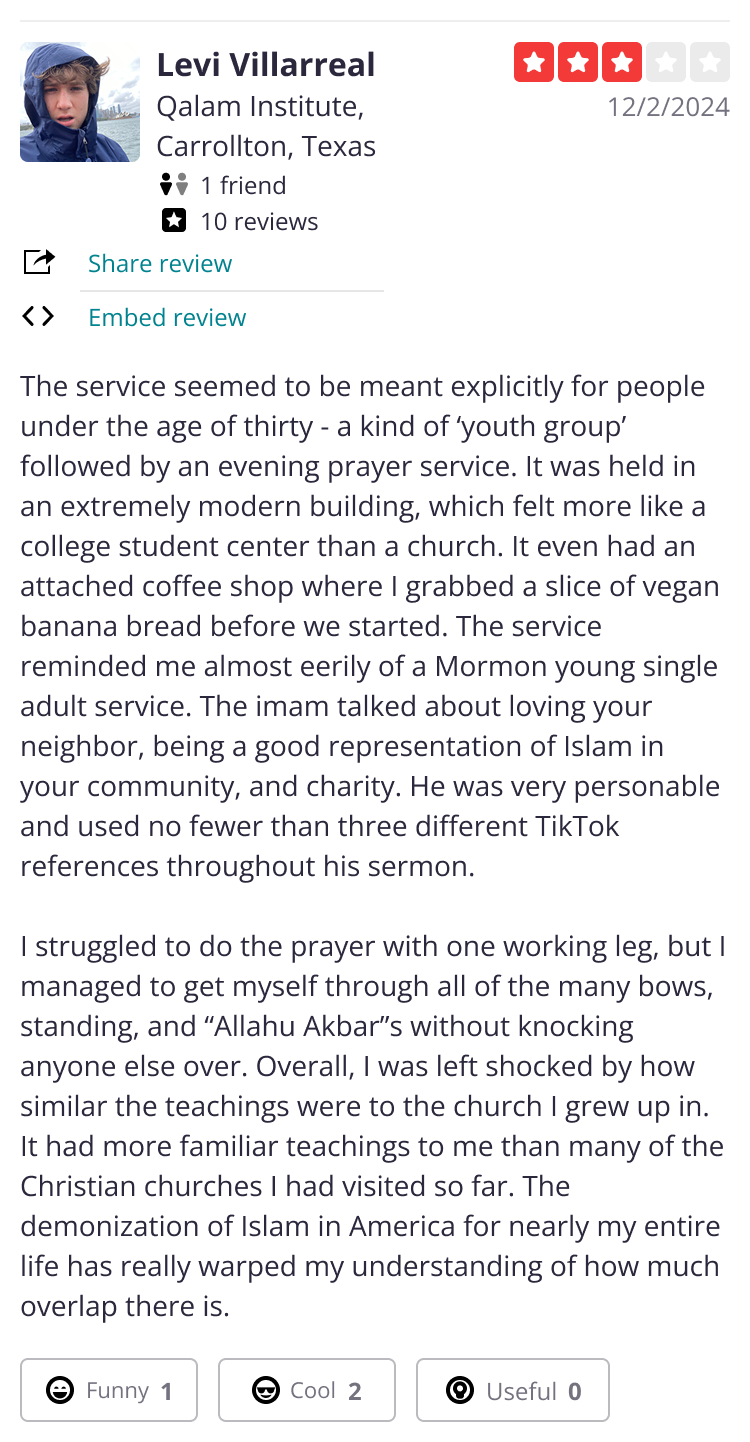 Levi Villarreal
Qalam Institute,
Carrollton, Texas
1 friend
10 reviews
12/2/2024
Share review
Embed review
The service seemed to be meant explicitly for people
under the age of thirty - a kind of ‘youth group’
followed by an evening prayer service. It was held in
an extremely modern building, which felt more like a
college student center than a church. It even had an
attached coffee shop where I grabbed a slice of vegan
banana bread before we started. The service
reminded me almost eerily of a Mormon young single
adult service. The imam talked about loving your
neighbor, being a good representation of Islam in
your community, and charity. He was very personable
and used no fewer than three different TikTok
references throughout his sermon.
I struggled to do the prayer with one working leg, but I
managed to get myself through all of the many bows,
standing, and “Allahu Akbar”s without knocking
anyone else over. Overall, I was left shocked by how
similar the teachings were to the church I grew up in.
It had more familiar teachings to me than many of the
Christian churches I had visited so far. The
demonization of Islam in America for nearly my entire
life has really warped my understanding of how much
overlap there is.
Funny 1
Cool 2
Useful 0